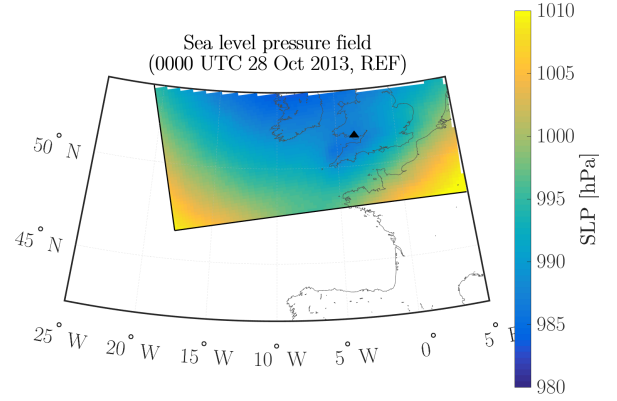 Sea level pressure field
(0000 UTC 28 Oct 2013, REF)
1010
1005
1000
995
990
985
980
SLP [hPa]
50° N
45° N
25° W
20° W
15° W
10° W
5° W
0°
5°